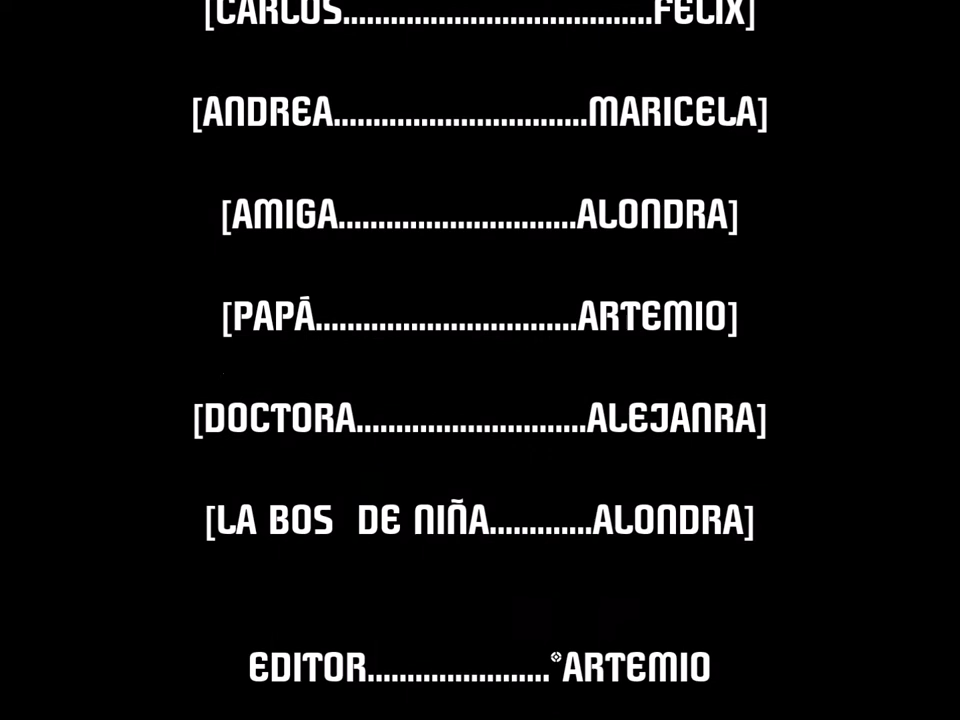 [CARLOS.......................................FELIX]
[ANDREA................................MARICELA]
[AMIGA..............................ALONDRA]
[PAPÁ.................................ARTEMIO]
[DOCTORA.............................ALEJANRA]
[LA BOS  DE NIÑA.............ALONDRA]
EDITOR.......................*ARTEMIO